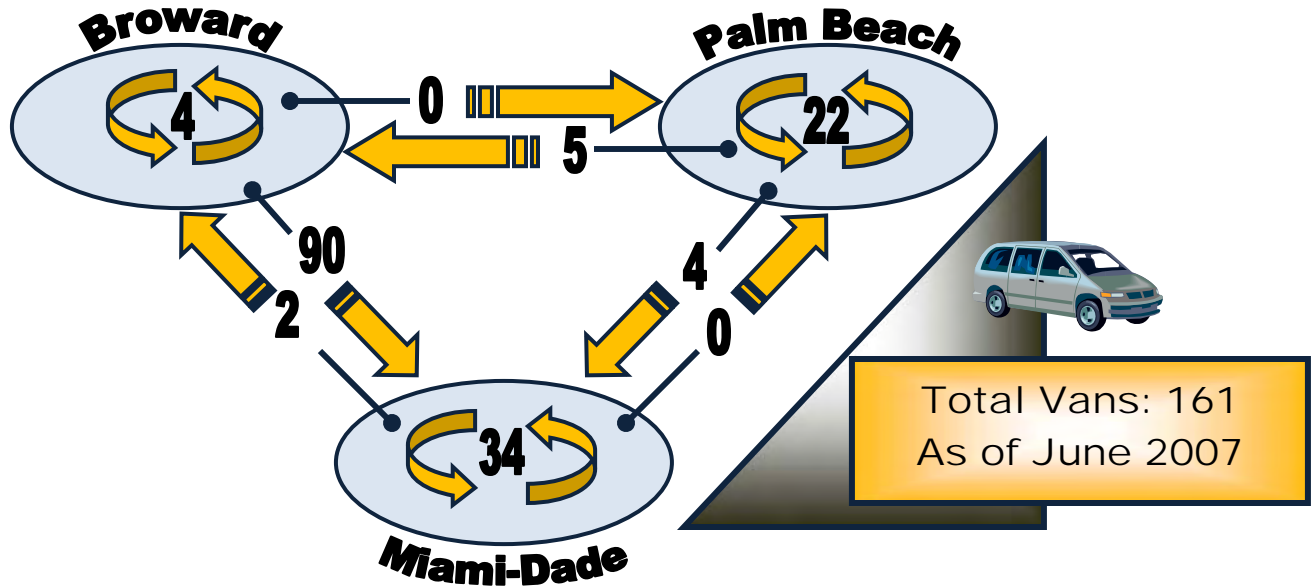 Broward
Palm Beach
4
0
22
5
90
4
2
0
34
Total Vans: 161
As of June 2007
Miami-Dade